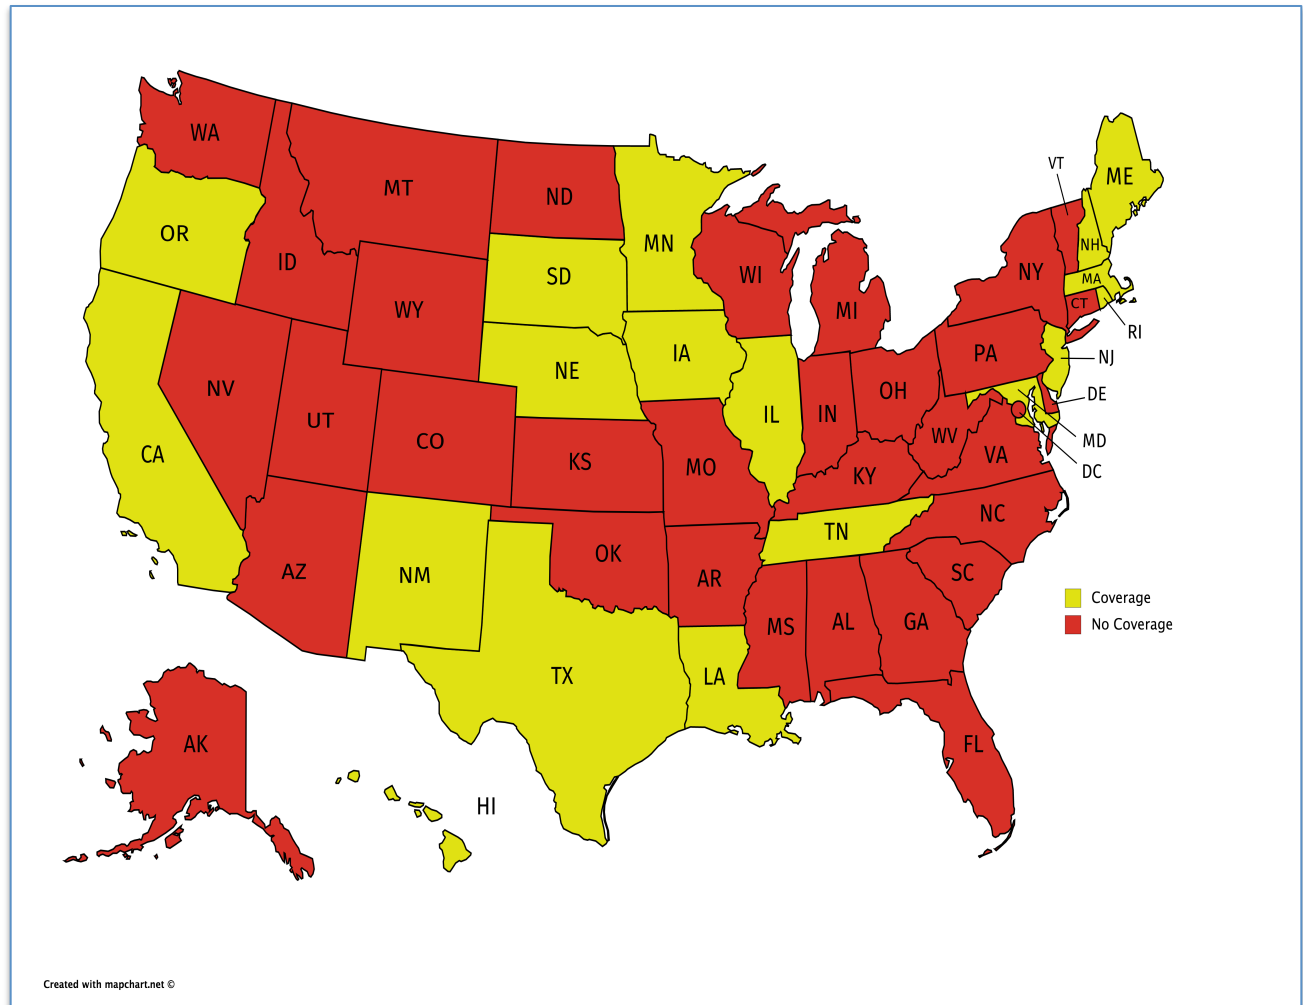 WA
MT
ND
MN
ME
VT
OR
ID
SD
WI
NH
NY
MA
WY
MI
CT
RI
NE
IA
PA
NJ
NV
UT
CO
IL
IN
OH
DE
CA
KS
MO
WV
VA
MD
DC
KY
NC
AZ
NM
OK
AR
TN
SC
Coverage
MS
AL
GA
No Coverage
TX
LA
AK
FL
HI
Created with mapchart.net ©